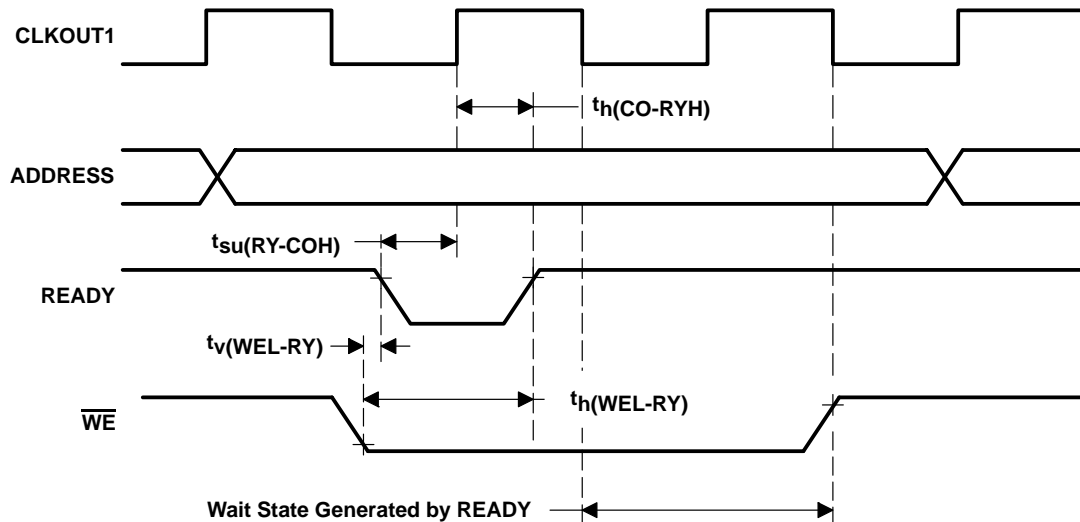 CLKOUT1
th(CO-RYH)
ADDRESS
tsu(RY-COH)
READY
tv(WEL-RY)
th(WEL-RY)
W̅E̅
Wait State Generated by READY